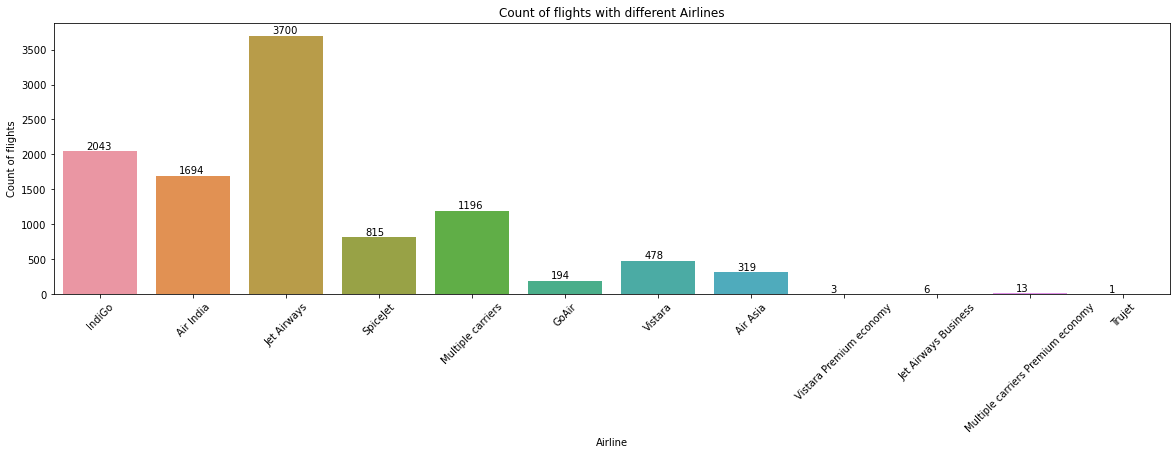 Count of flights with different Airlines
Count of flights
3500
3000
2500
2000
1500
1000
500
0
2043
1694
3700
815
1196
194
478
319
3
6
13
1
IndiGo
Air India
Jet Airways
SpiceJet
Multiple carriers
GoAir
Vistara
Air Asia
Vistara Premium economy
Jet Airways Business
Multiple carriers Premium economy
Trujet
Airline